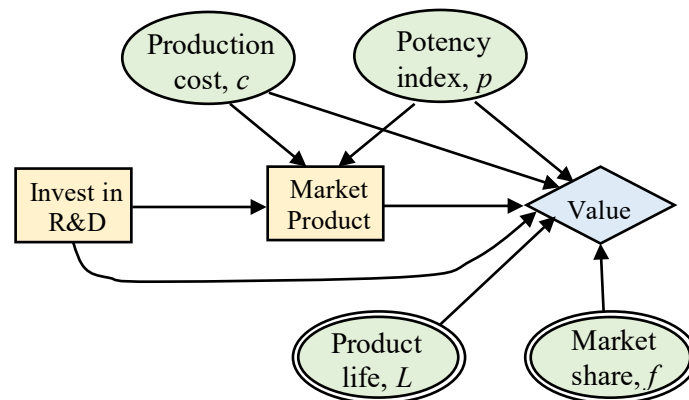 Production
cost, c
Potency
index, p
Invest in
R&D
Market
Product
Value
Product
life, L
Market
share, f